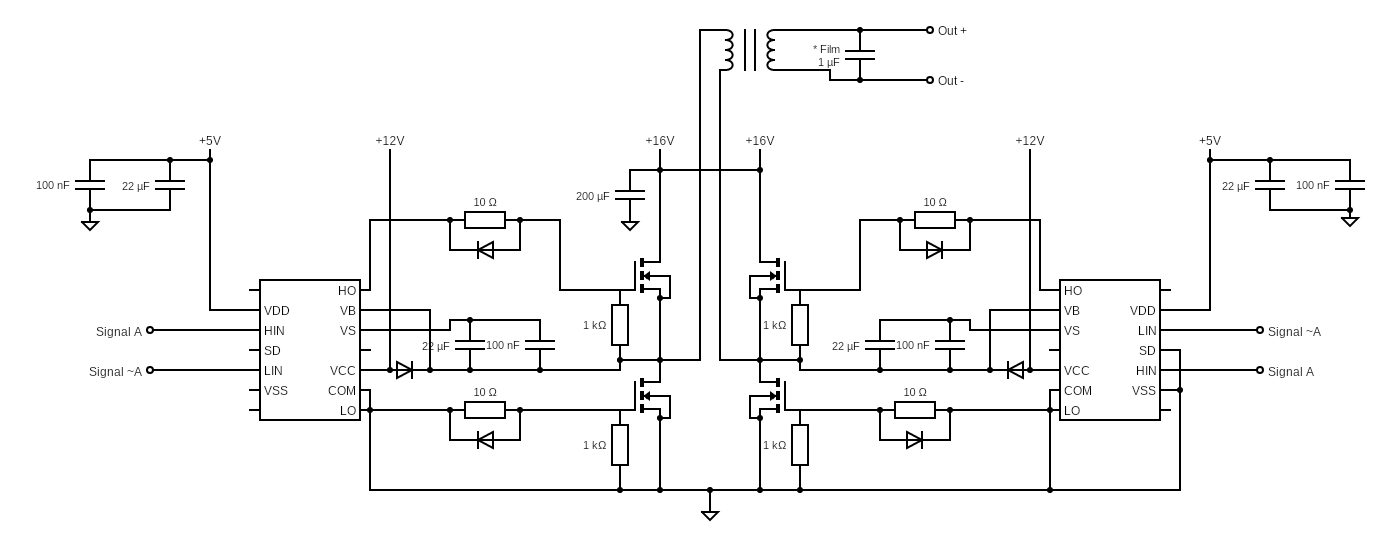 Out +
* Film
1 µF
Out -
+5V
+12V
+16V
+16V
+12V
+5V
100 nF
22 µF
200 µF
22 µF
100 nF
10 Ω
10 Ω
HO
VDD
VB
HIN
VS
SD
LIN
VCC
VSS
COM
LO
Signal A
Signal ~A
22 µF
100 nF
1 kΩ
1 kΩ
22 µF
100 nF
HO
VB
VDD
VS
LIN
SD
VCC
HIN
COM
VSS
LO
Signal ~A
Signal A
10 Ω
10 Ω
1 kΩ
1 kΩ